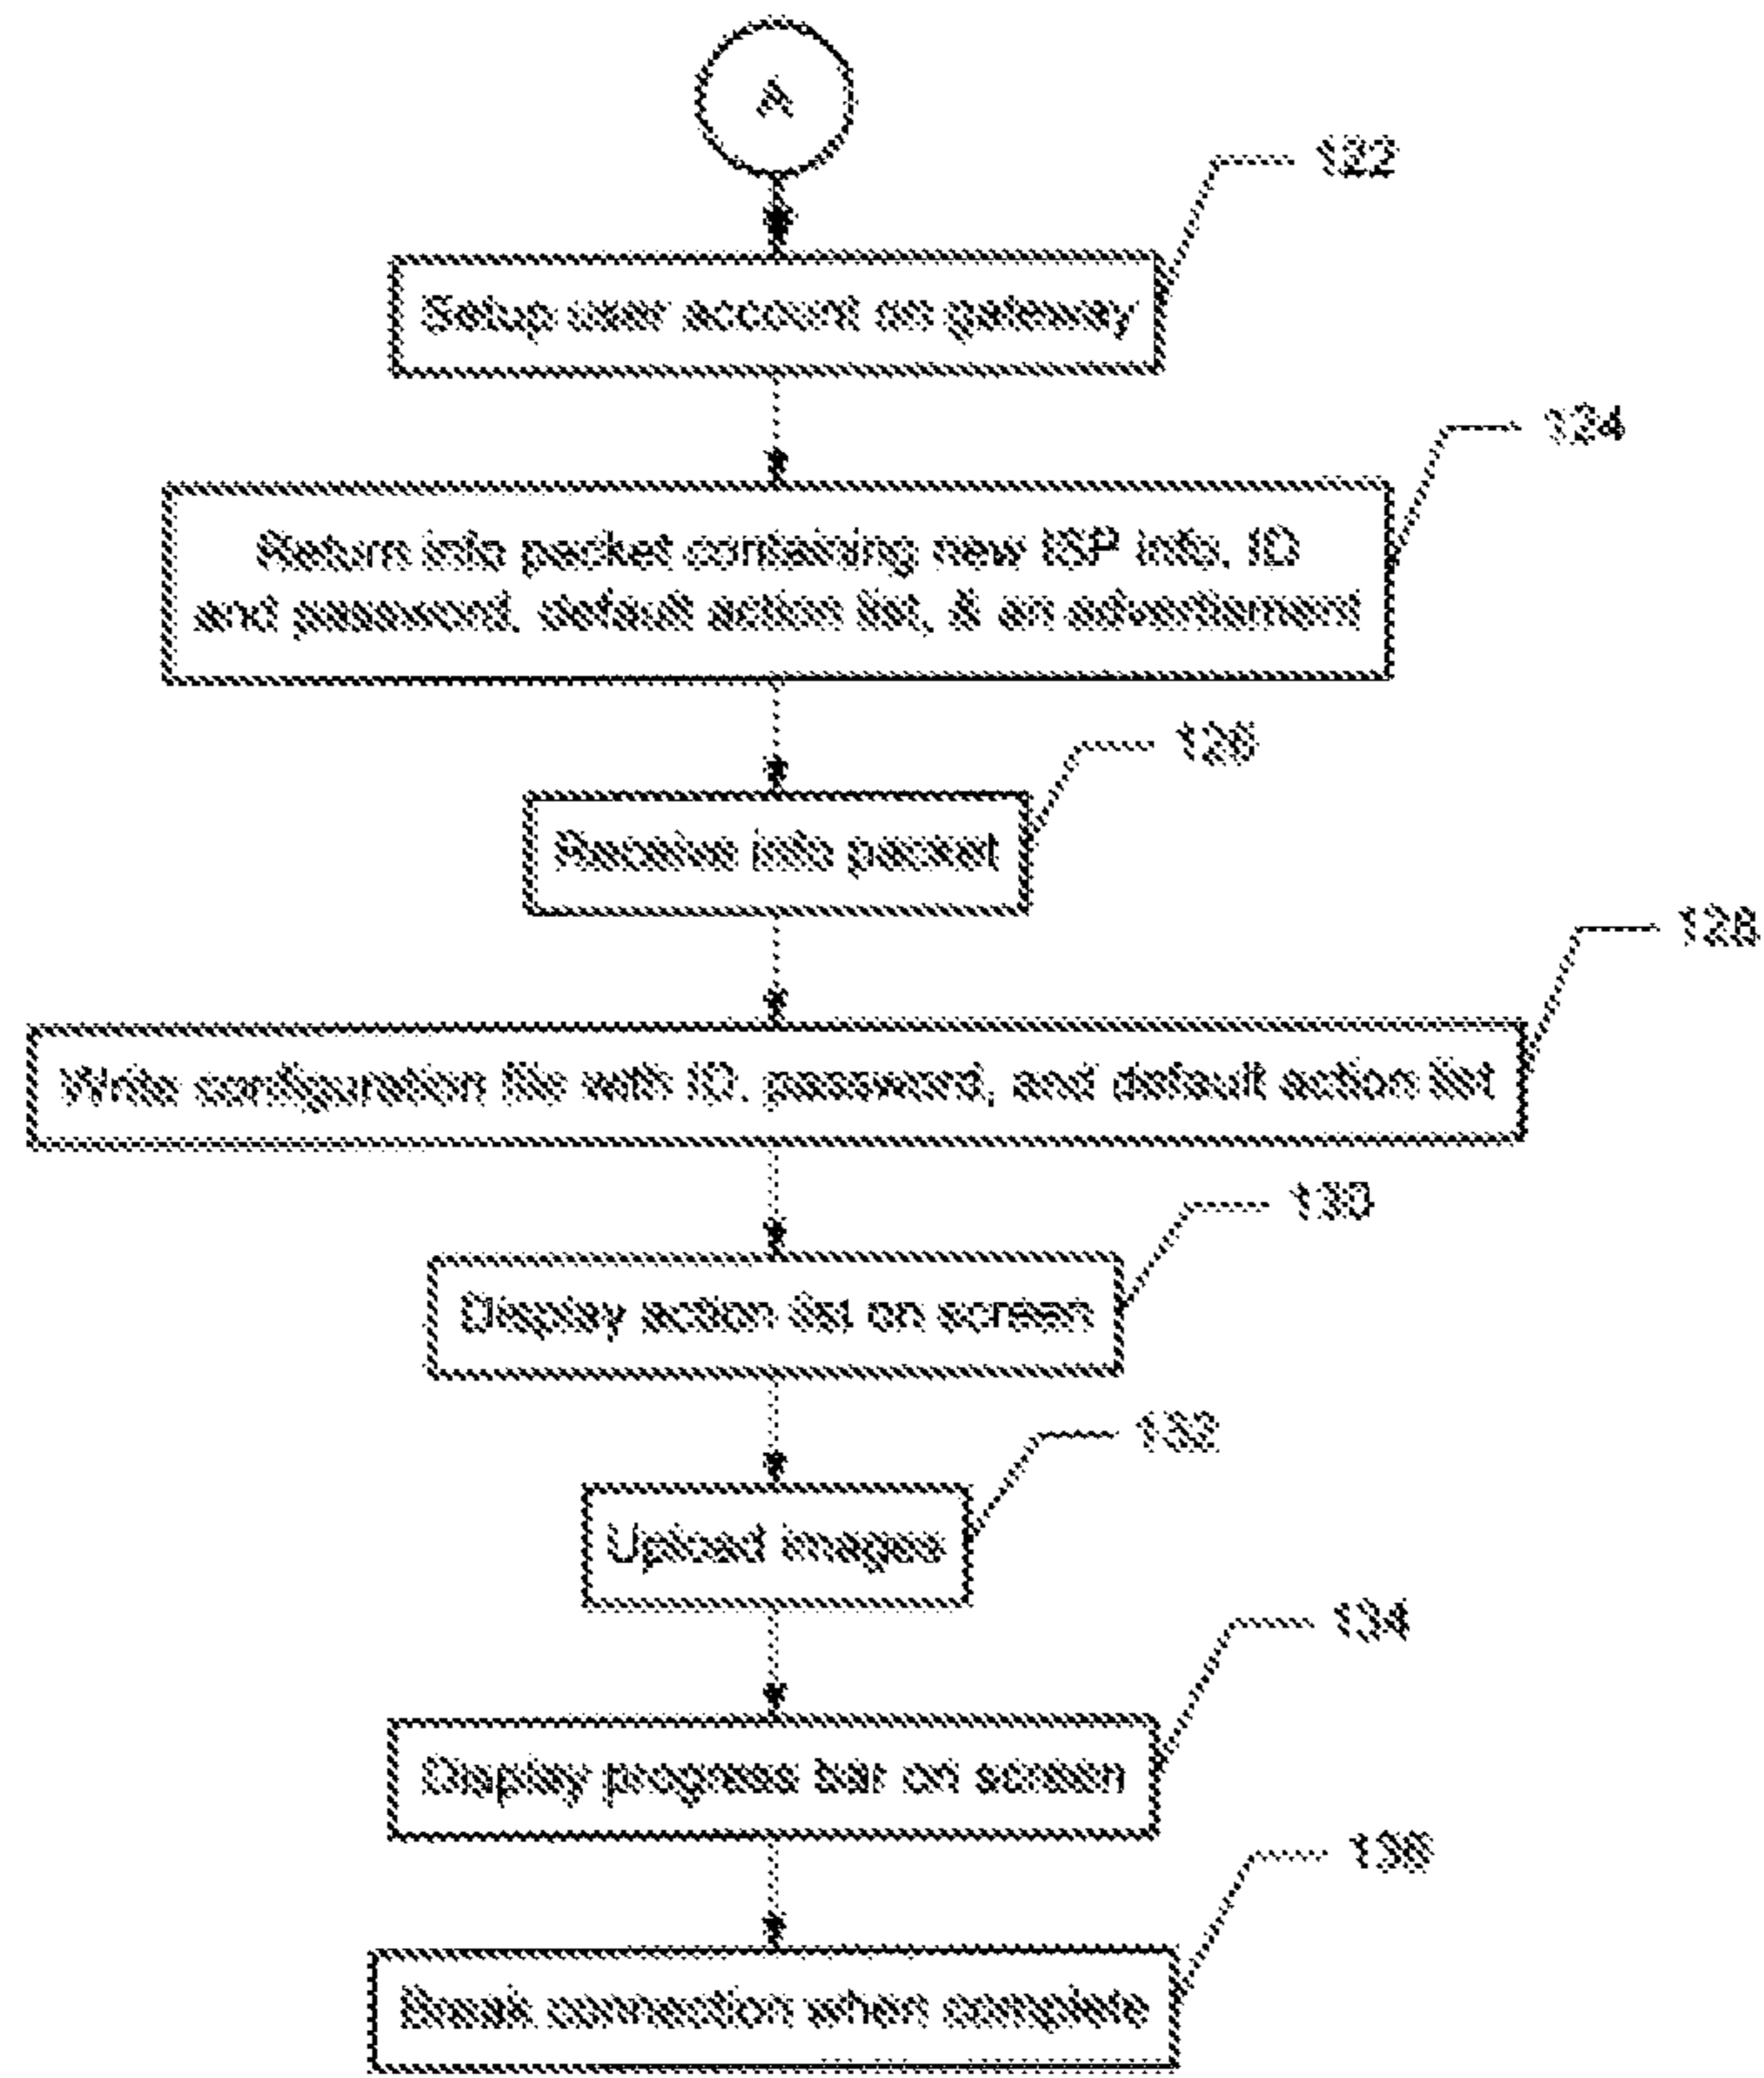 A
122
Setup user account on gateway
124
Return info packet containing new ISP info, ID
and password, default action list, & an advertisment
126
Receive info packet
128
Write configuration file with ID, password, and default action list
130
Display action list on screen
132
Upload images
134
Display progress bar on screen
136
Break connection when complete